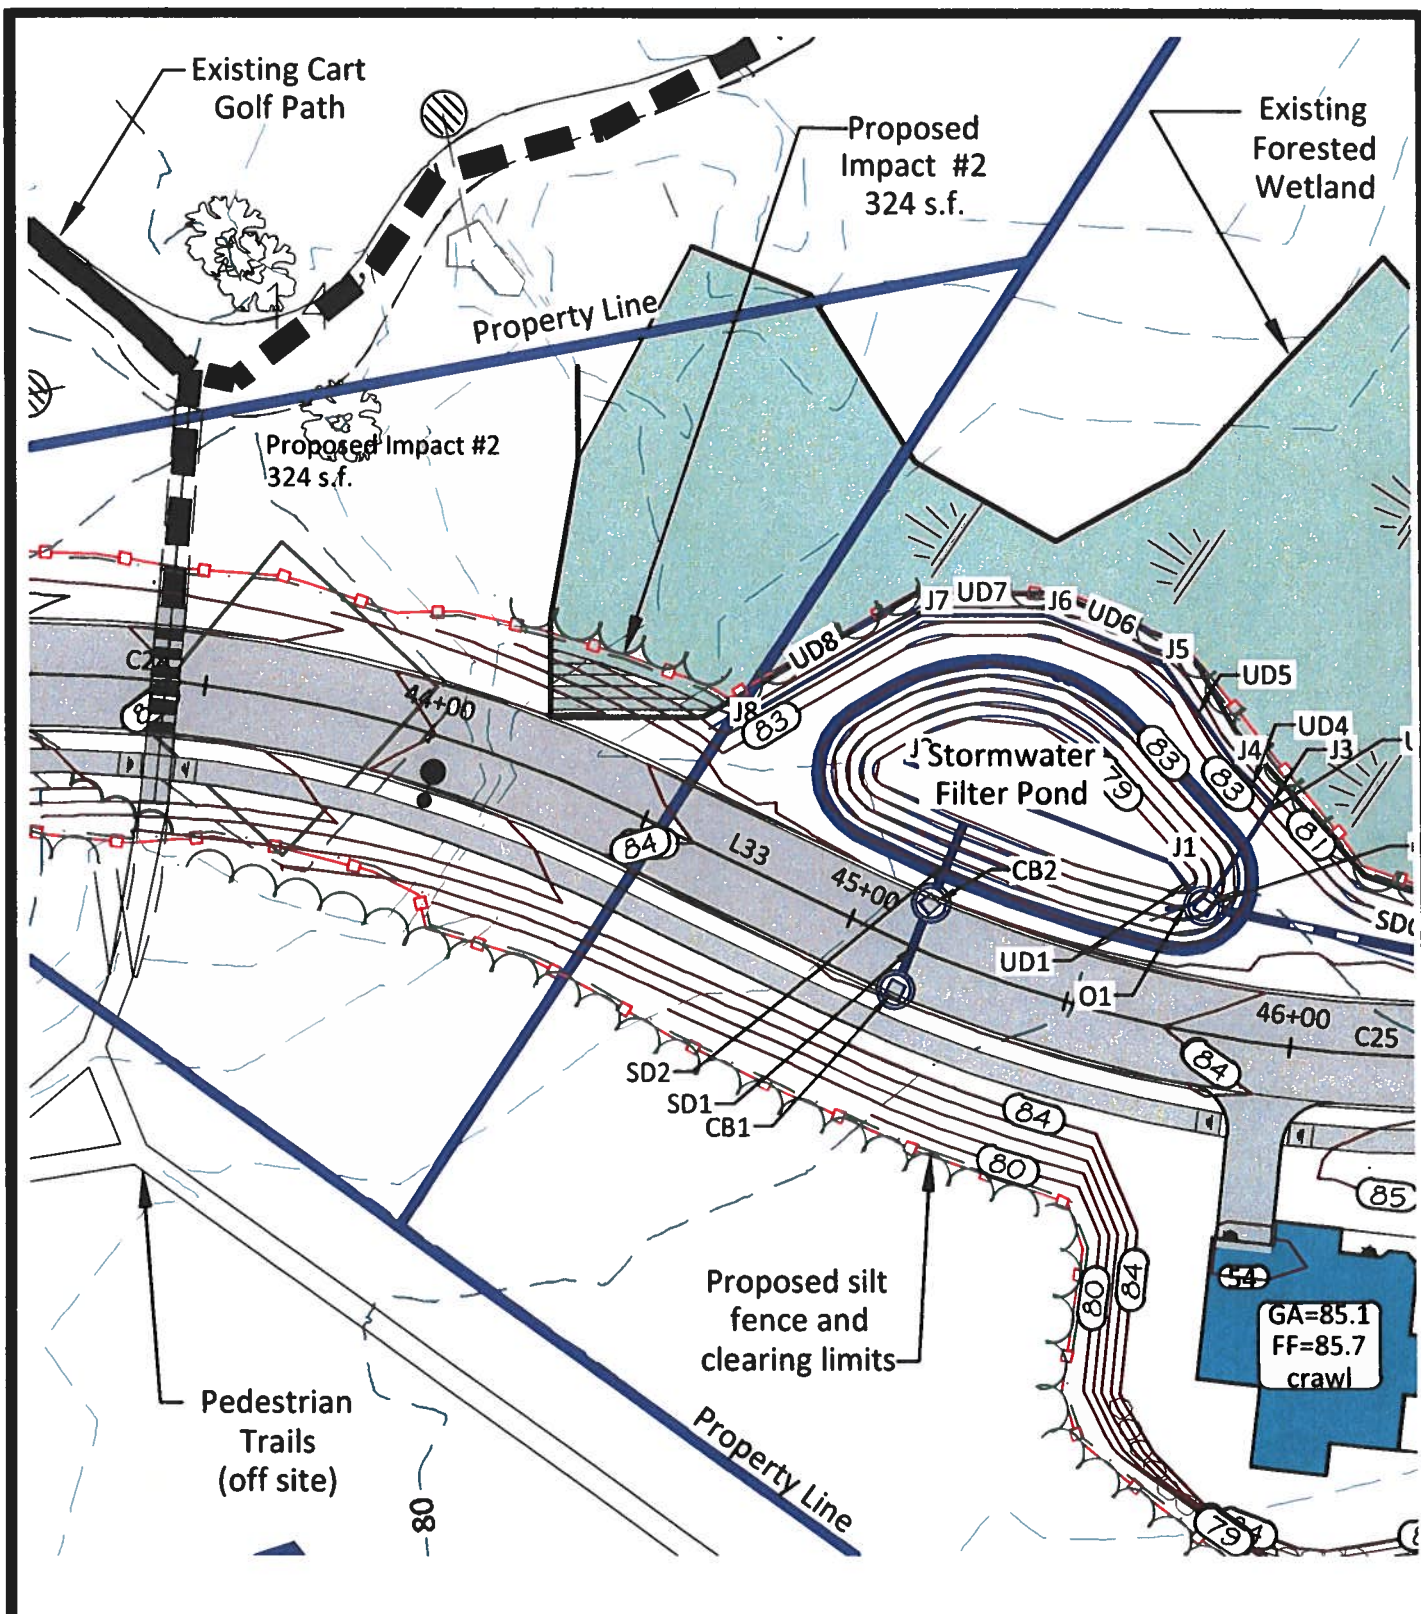 Existing Cart
Golf Path
Proposed
Impact #2
324 s.f.
Existing
Forested
Wetland
Property Line
Proposed Impact #2
324 s.f.
J7
UD7
J6
UD6
J5
UD8
UD5
J8
83
UD4
J4
J3
44+00
Stormwater
Filter Pond
79
83
83
81
84
L33
J1
45+00
CB2
UD1
O1
46+00
C25
SD2
SD1
CB1
84
84
80
85
80
84
54
GA=85.1
FF=85.7
crawl
Proposed silt
fence and
clearing limits
Pedestrian
Trails
(off site)
Property Line
80
79